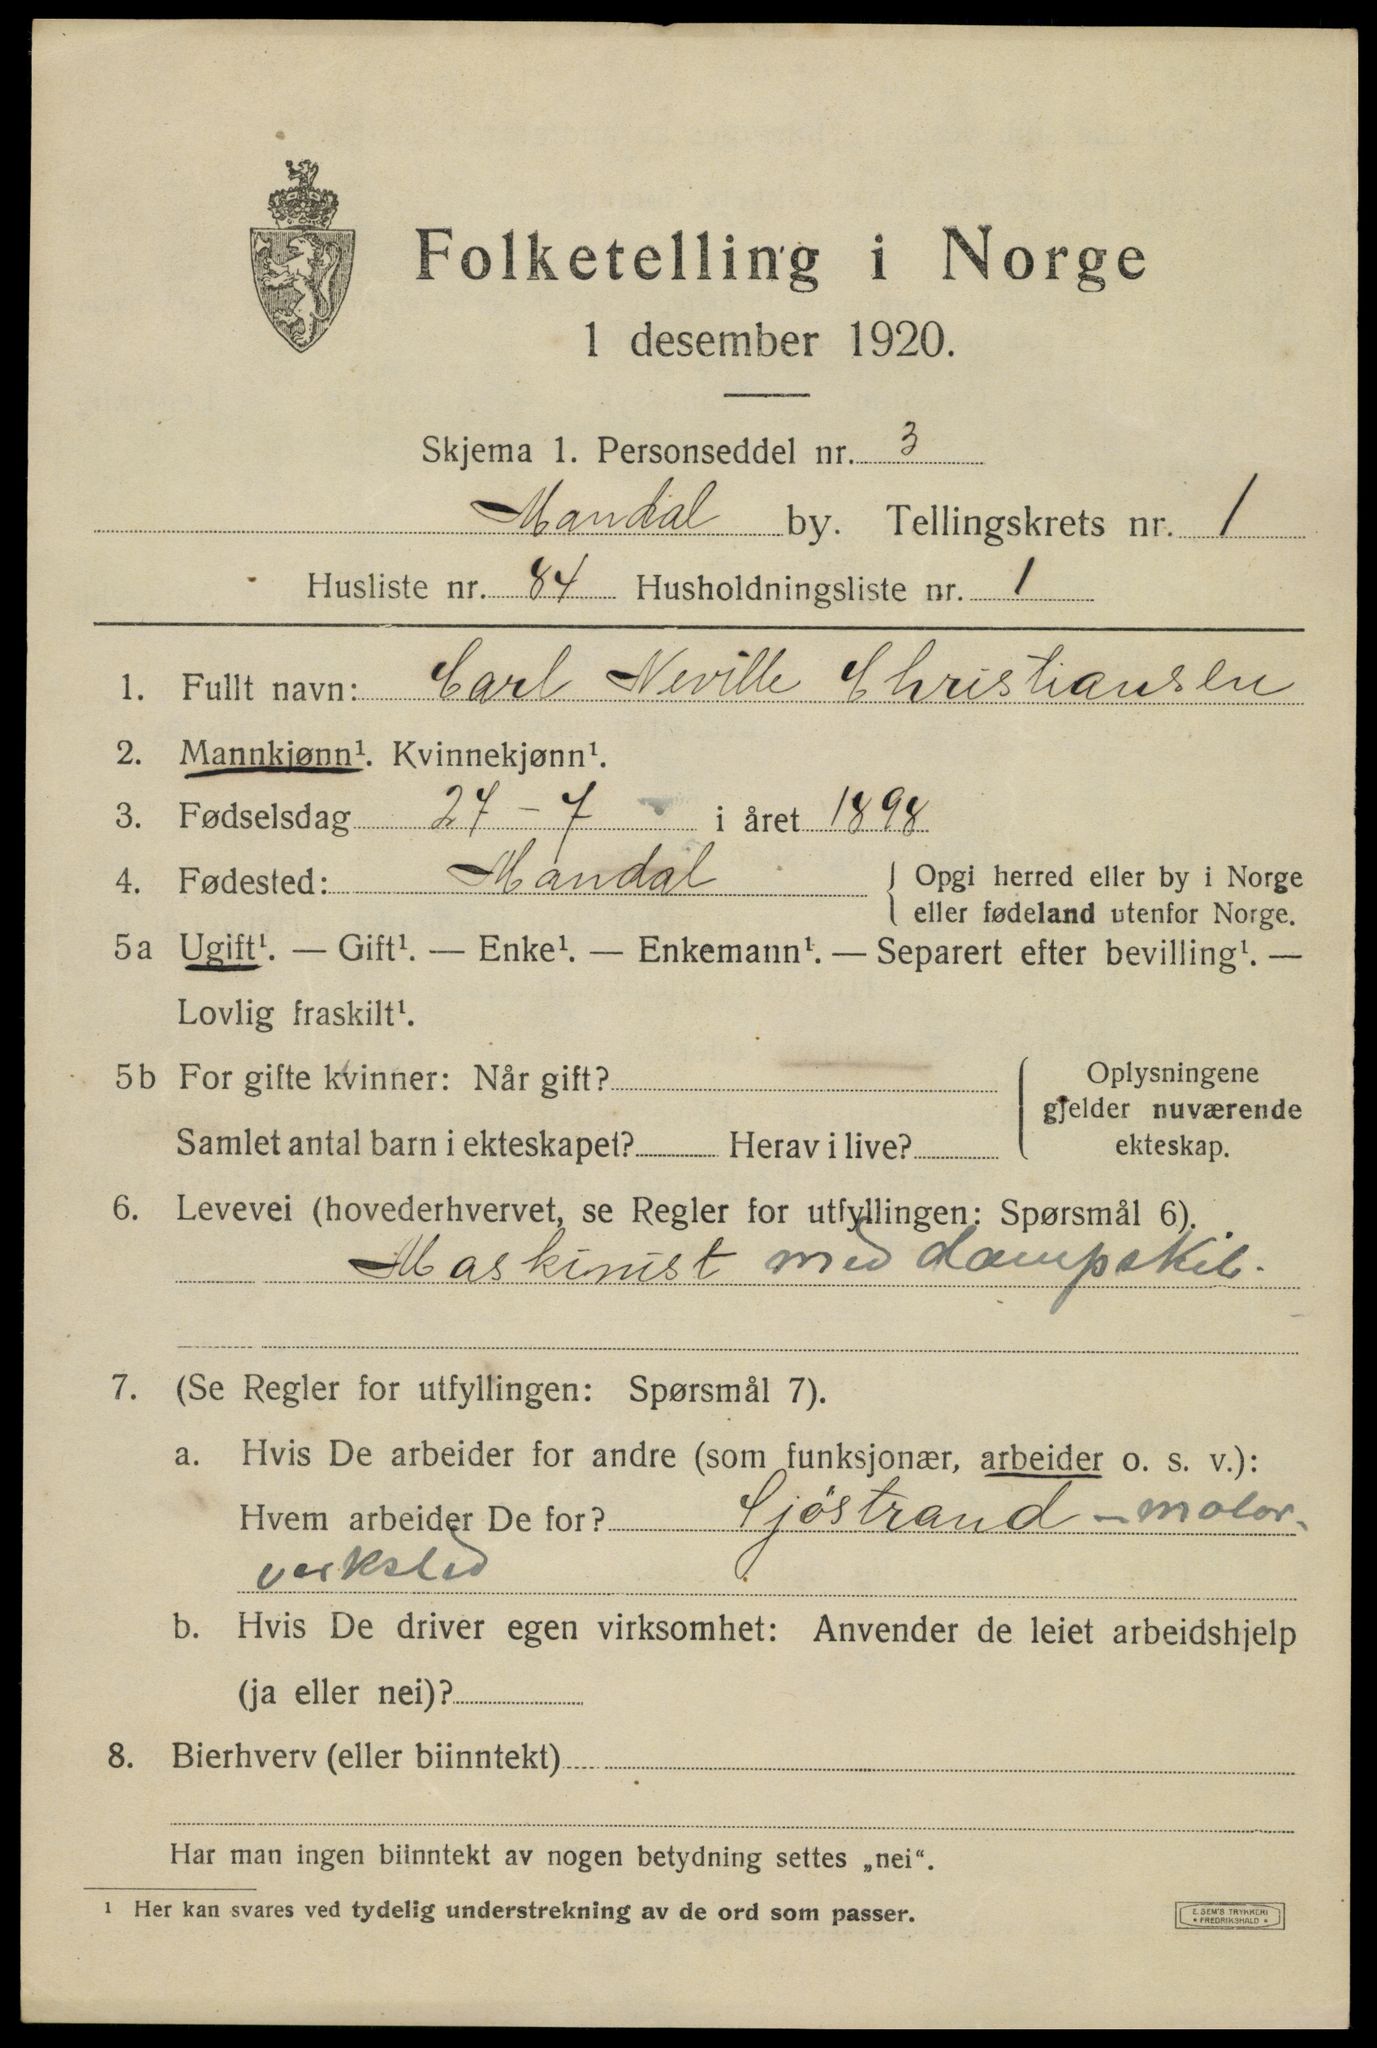 Folketelling i Norge
1 desember 1920.
Skjema 1. Personseddel nr. 3
Mandal by. Tellingskrets nr. 1
Husliste nr. 84 Husholdningsliste nr. 1
1. Fullt navn: Carl Neville Christiansen
2. Mannkjønn¹. Kvinnekjønn¹.
3. Fødselsdag 27 - 7 i året 1898
4. Fødested: Mandal { Opgi herred eller by i Norge
eller fødeland utenfor Norge.
5a Ugift¹. — Gift¹. — Enke¹. — Enkemann¹. — Separert efter bevilling¹. —
Lovlig fraskilt¹.
5b For gifte kvinner: Når gift?
Samlet antal barn i ekteskapet? Herav i live?
Oplysningene
gjelder nuværende
ekteskap.
6. Levevei (hovederhvervet, se Regler for utfyllingen: Spørsmål 6).
Maskinist med dampskib.
7. (Se Regler for utfyllingen: Spørsmål 7).
a. Hvis De arbeider for andre (som funksjonær, arbeider o. s. v.):
Hvem arbeider De for? Sjöstrand - motor-
verksted
b. Hvis De driver egen virksomhet: Anvender de leiet arbeidshjelp
(ja eller nei)?
8. Bierhverv (eller biinntekt)
Har man ingen biinntekt av nogen betydning settes „nei“.
¹ Her kan svares ved tydelig understrekning av de ord som passer.
E. SEM'S TRYKKERI
* FREDRIKSHALD *